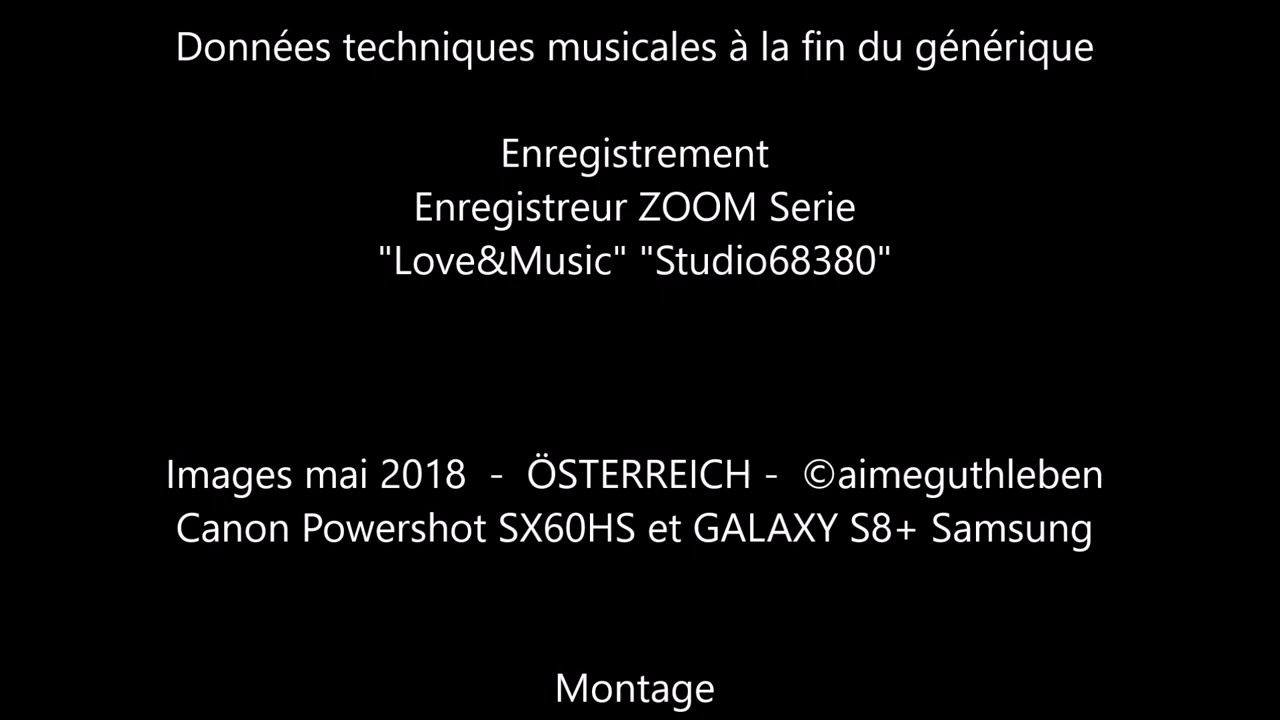 Données techniques musicales à la fin du générique
Enregistrement
Enregistreur ZOOM Serie
"Love&Music" "Studio68380"
Images mai 2018  -  ÖSTERREICH -  ©aimeguthleben
Canon Powershot SX60HS et GALAXY S8+ Samsung
Montage